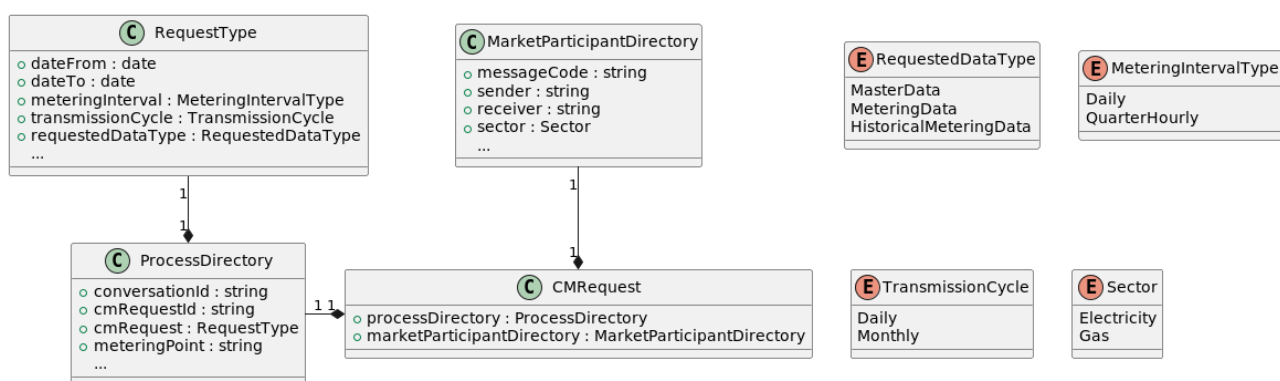 C RequestType
dateFrom : date
dateTo : date
meteringInterval : MeteringIntervalType
transmissionCycle : TransmissionCycle
requestedDataType : RequestedDataType
...
C MarketParticipantDirectory
messageCode : string
sender : string
receiver : string
sector : Sector
...
E RequestedDataType
MasterData
MeteringData
HistoricalMeteringData
E MeteringIntervalType
Daily
QuarterHourly
1
1
1
1
C ProcessDirectory
conversationId : string
cmRequestId : string
cmRequest : RequestType
meteringPoint : string
...
1 1
C CMRequest
processDirectory : ProcessDirectory
marketParticipantDirectory : MarketParticipantDirectory
E TransmissionCycle
Daily
Monthly
E Sector
Electricity
Gas